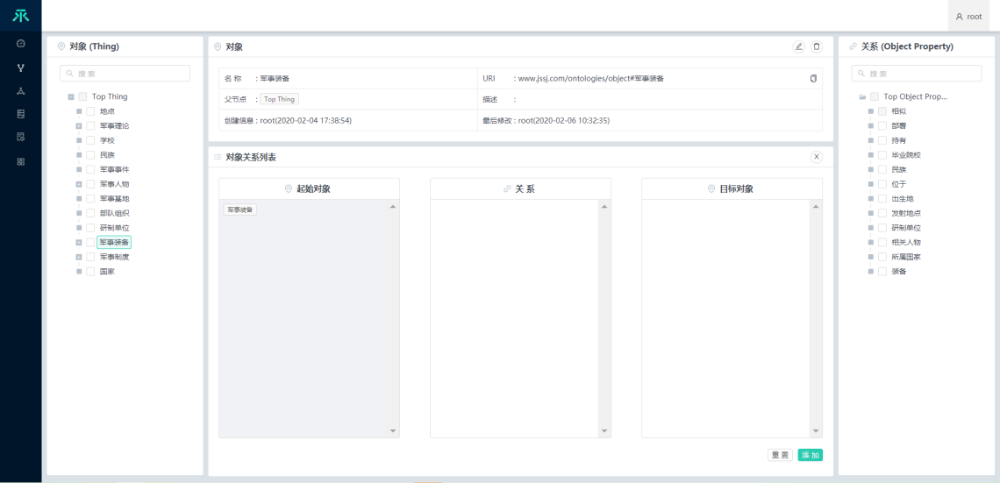 root
对象 (Thing)
搜索
Top Thing
地点
军事理论
学校
民族
军事事件
军事人物
军事基地
部队组织
研制单位
军事装备
军事制度
国家
对象
名 称 : 军事装备
URI : www.jssj.com/ontologies/object#军事装备
父节点 : Top Thing
描述 :
创建信息 : root(2020-02-04 17:38:54)
最后修改 : root(2020-02-06 10:32:35)
对象关系列表
起始对象
军事装备
关 系
目标对象
重 置
添 加
关系 (Object Property)
搜索
Top Object Prop...
相似
部署
持有
毕业院校
民族
位于
出生地
发射地点
研制单位
相关人物
所属国家
装备